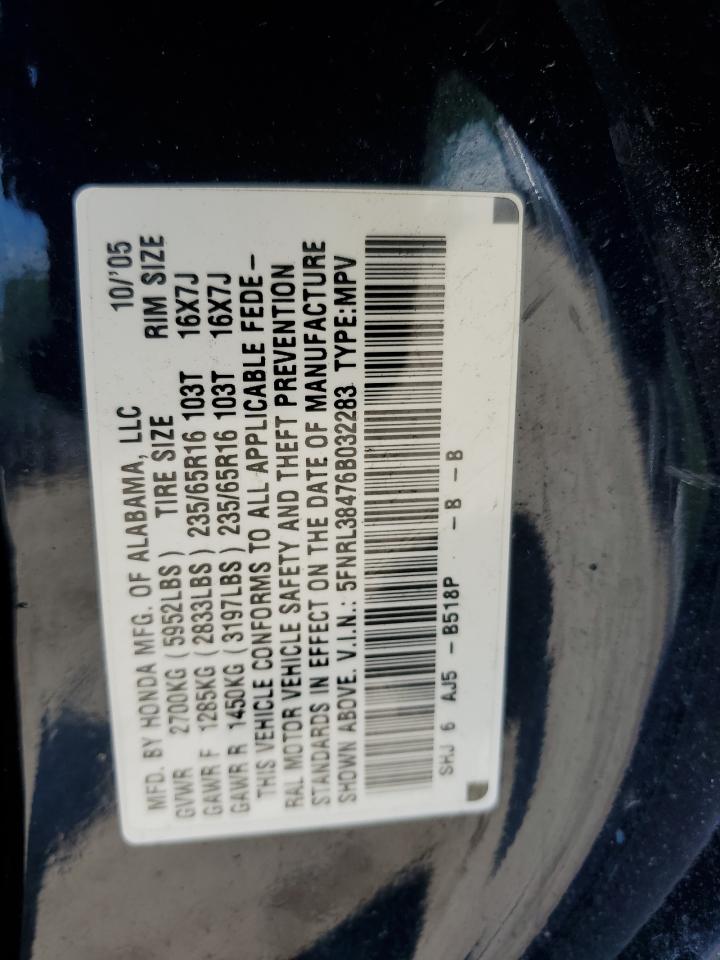 MFD. BY HONDA MFG. OF ALABAMA, LLC 10/'05
GVWR 2700KG (5952LBS) TIRE SIZE RIM SIZE
GAWR F 1285KG (2833LBS) 235/65R16 103T 16X7J
GAWR R 1450KG (3197LBS) 235/65R16 103T 16X7J
THIS VEHICLE CONFORMS TO ALL APPLICABLE FEDE-
RAL MOTOR VEHICLE SAFETY AND THEFT PREVENTION
STANDARDS IN EFFECT ON THE DATE OF MANUFACTURE
SHOWN ABOVE. V.I.N.: 5FNRL38476B032283 TYPE:MPV
SHJ 6 AJ5 -B518P -B -B